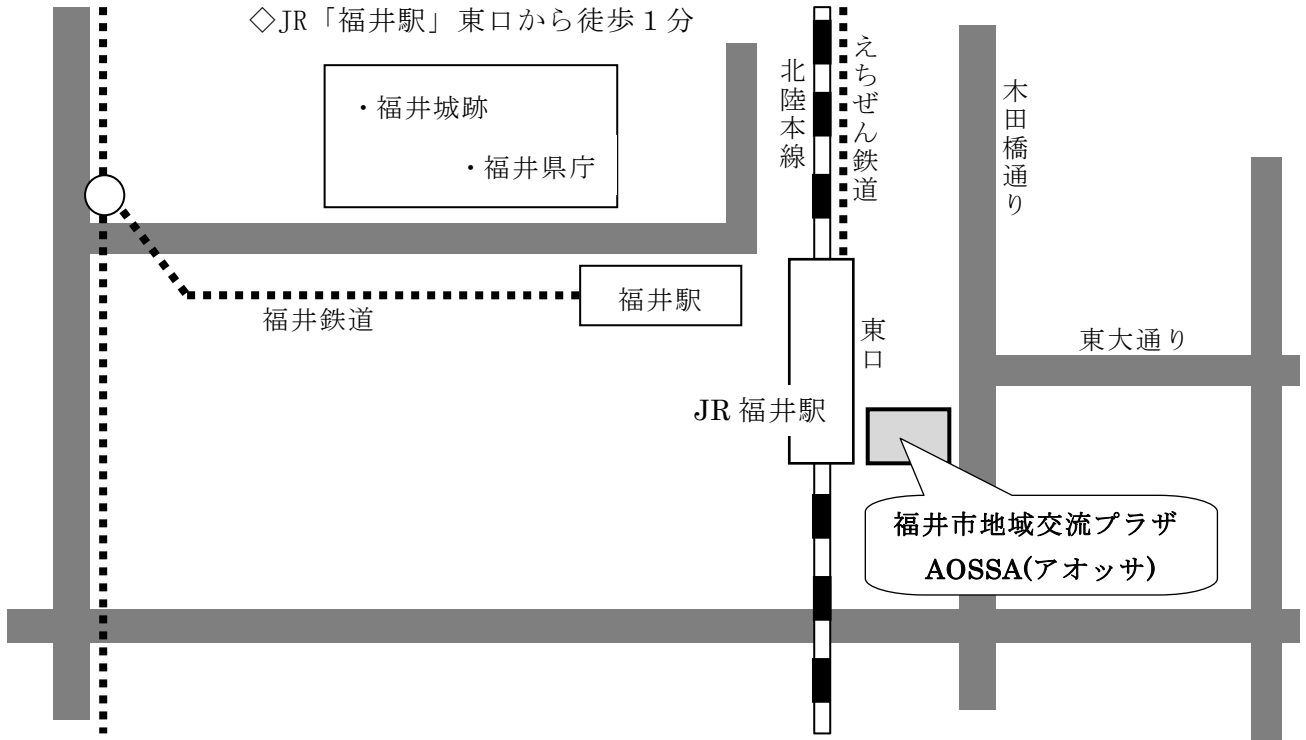 ◇JR「福井駅」東口から徒歩１分
・福井城跡
・福井県庁
北陸本線
えちぜん鉄道
木田橋通り
福井駅
福井鉄道
東口
東大通り
JR 福井駅
福井市地域交流プラザ
AOSSA(アオッサ)